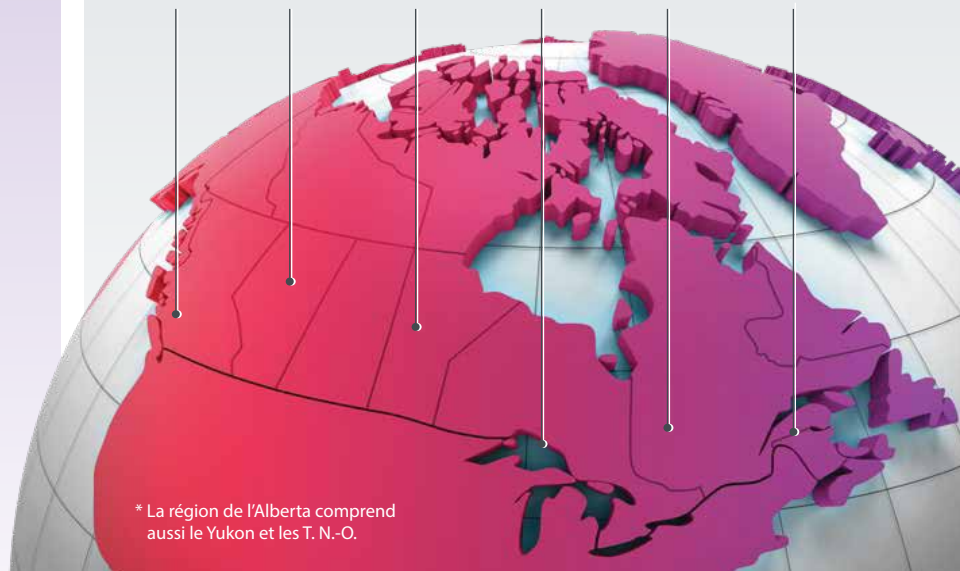 * La région de l'Alberta comprend
aussi le Yukon et les T. N.-O.